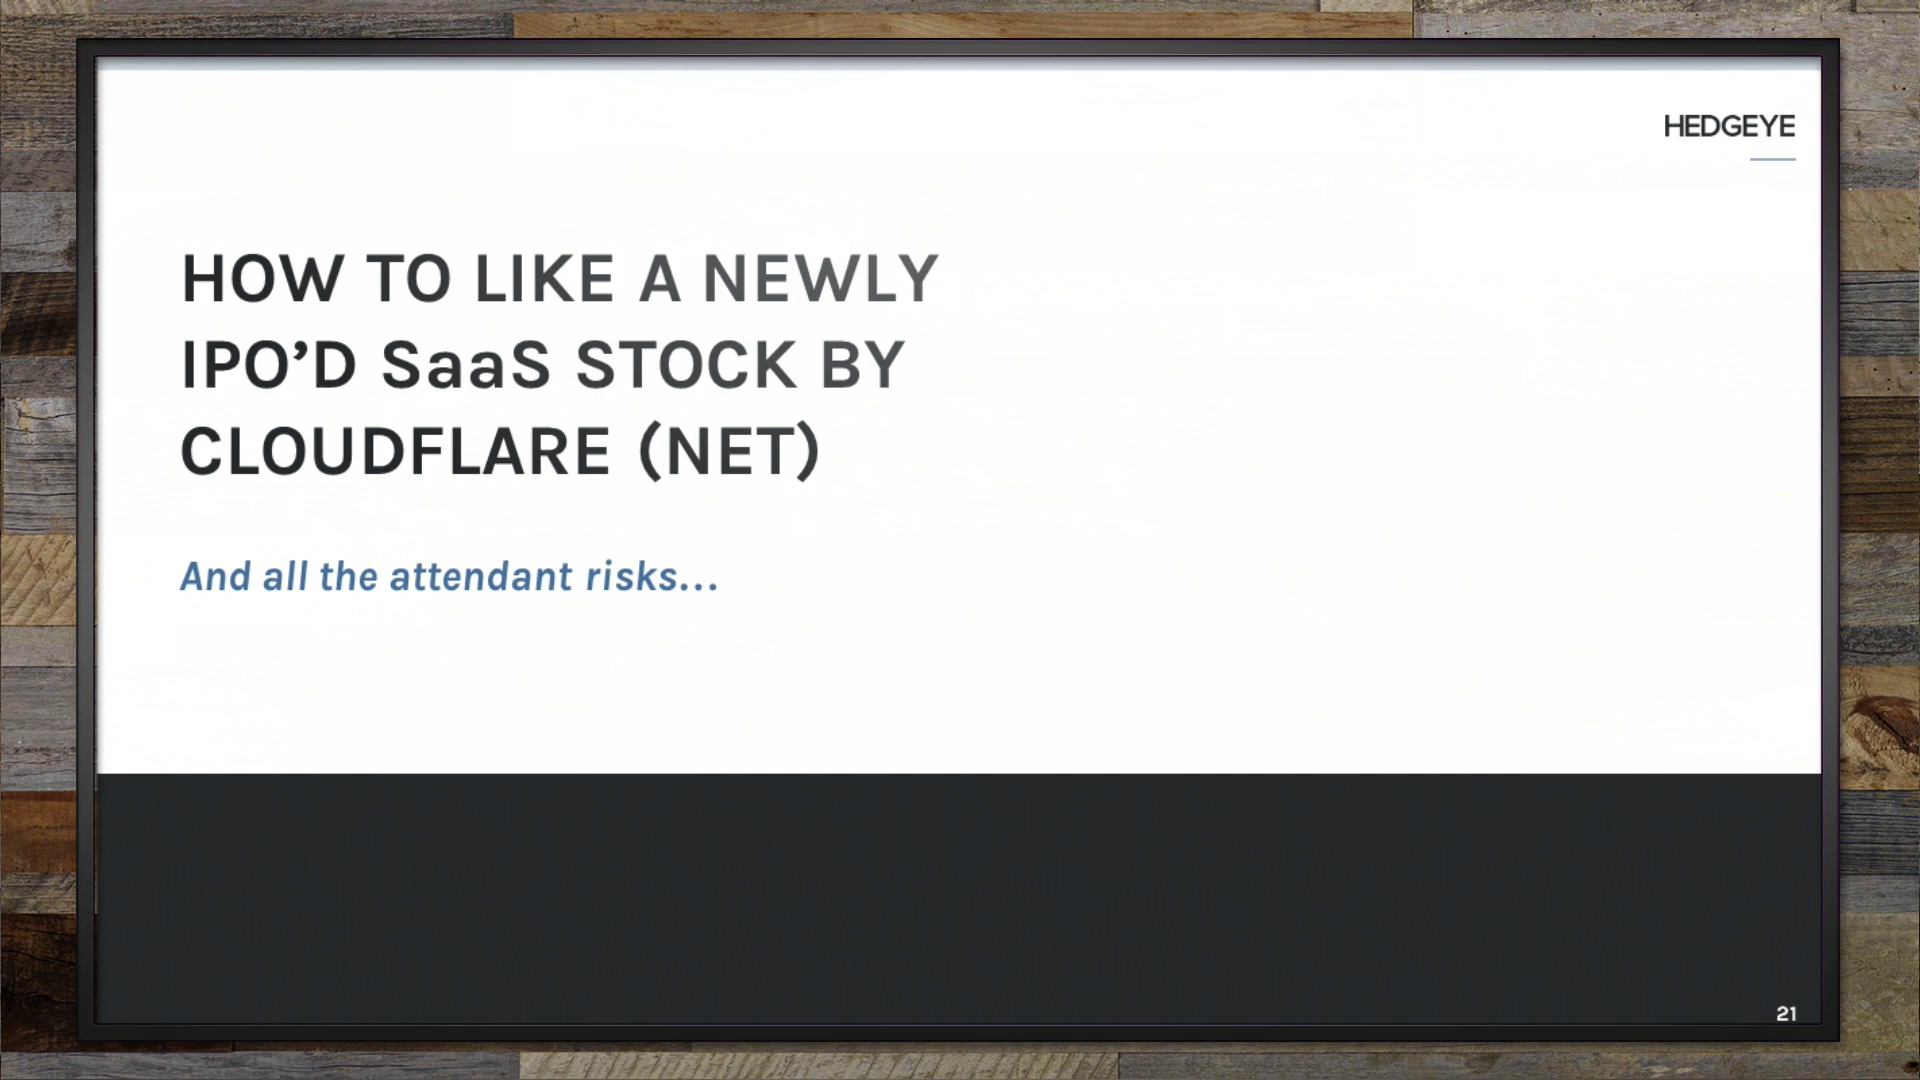 HEDGEYE
HOW TO LIKE A NEWLY
IPO’D SaaS STOCK BY
CLOUDFLARE (NET)
And all the attendant risks...
21